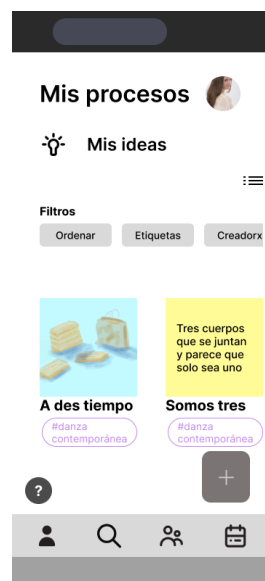 Mis procesos
Mis ideas
Filtros
Ordenar
Etiquetas
Creadorx
Tres cuerpos
que se juntan
y parece que
solo sea uno
A des tiempo
#danza
contemporánea
Somos tres
#danza
contemporánea
+
?